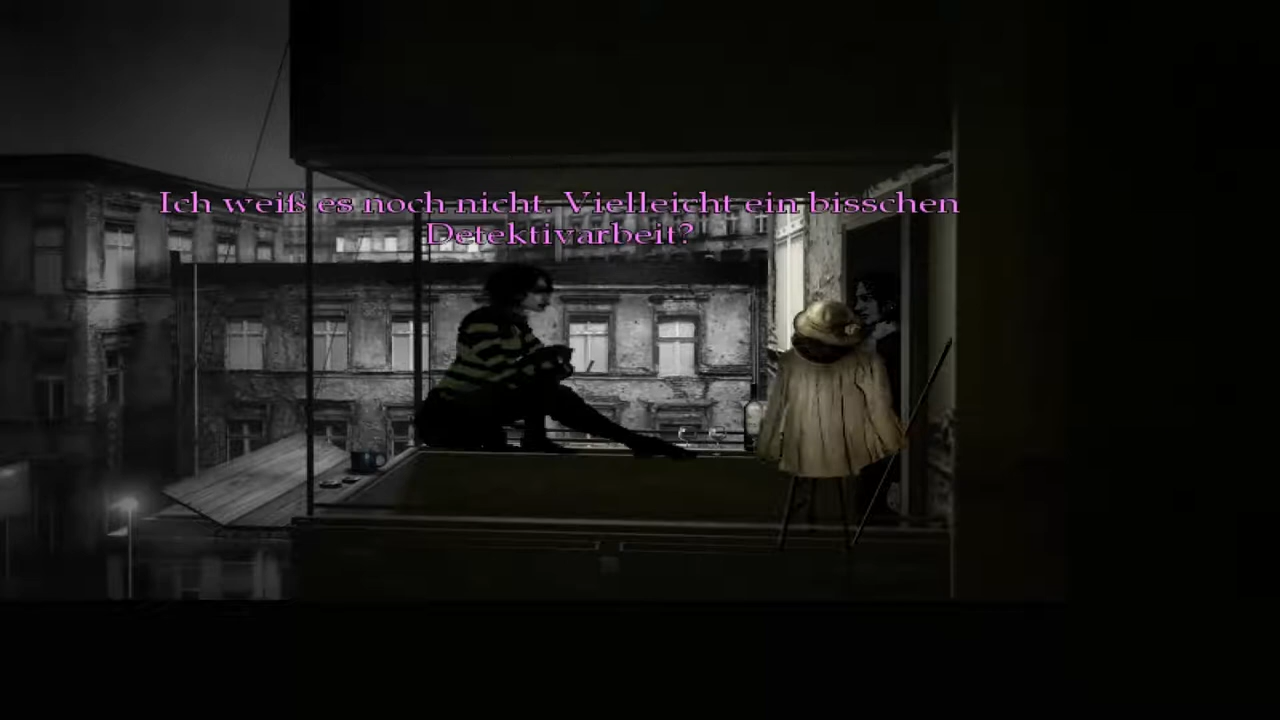 Ich weiß es noch nicht. Vielleicht ein bisschen
Detektivarbeit?